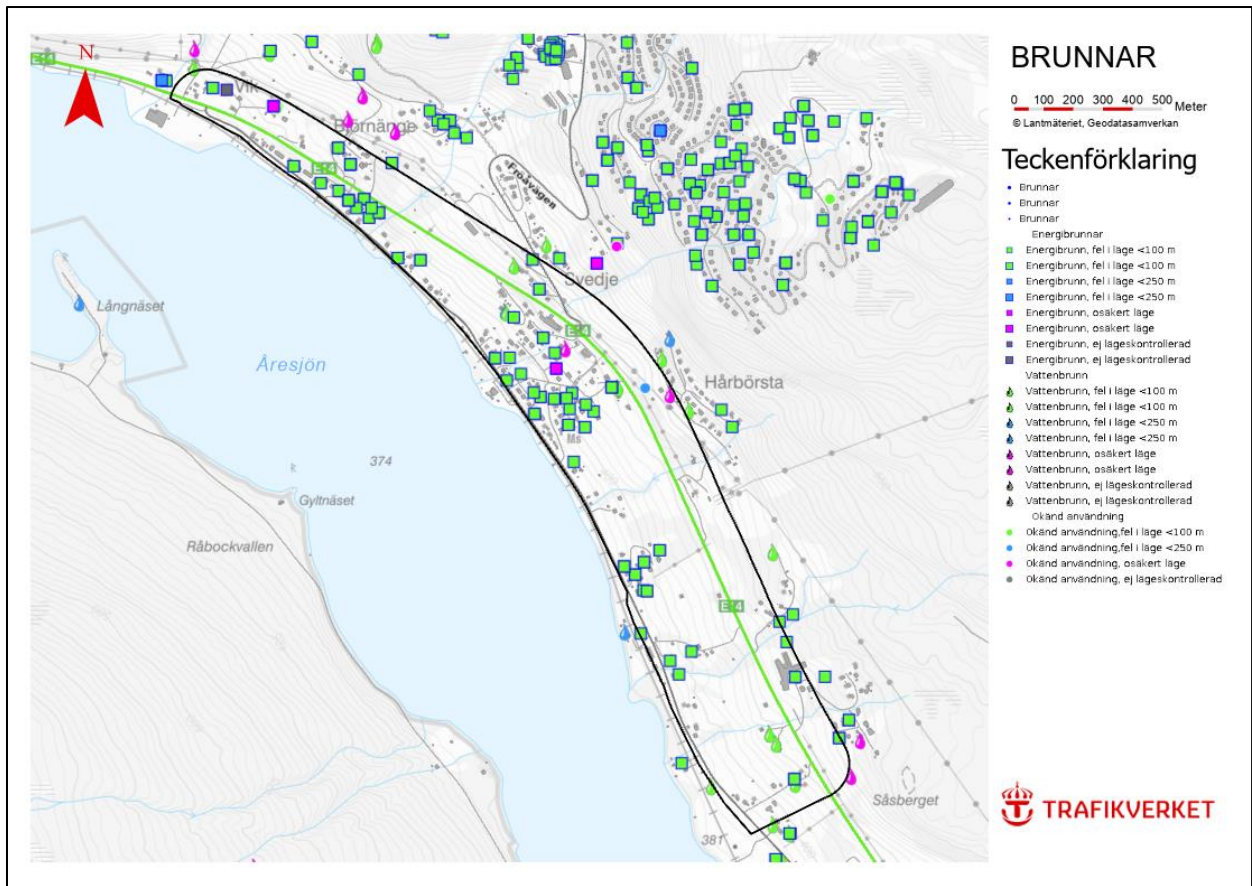 BRUNNAR
0 100 200 300 400 500 Meter
© Lantmäteriet, Geodatasamverkan
Teckenförklaring
Brunnar
Brunnar
Brunnar
Energibrunnar
Energibrunn, fel i läge <100 m
Energibrunn, fel i läge <100 m
Energibrunn, fel i läge <250 m
Energibrunn, fel i läge <250 m
Energibrunn, osäkert läge
Energibrunn, osäkert läge
Energibrunn, ej lägeskontrollerad
Energibrunn, ej lägeskontrollerad
Vattenbrunn
Vattenbrunn, fel i läge <100 m
Vattenbrunn, fel i läge <100 m
Vattenbrunn, fel i läge <250 m
Vattenbrunn, fel i läge <250 m
Vattenbrunn, osäkert läge
Vattenbrunn, osäkert läge
Vattenbrunn, ej lägeskontrollerad
Vattenbrunn, ej lägeskontrollerad
Okänd användning
Okänd användning,fel i läge <100 m
Okänd användning,fel i läge <250 m
Okänd användning, osäkert läge
Okänd användning, ej lägeskontrollerad
TRAFIKVERKET
N
E14
Vik
Björnänge
E14
Fröåvägen
Svedje
Långnäset
E14
Åresjön
Hårbörsta
Ms
374
Gyltnäset
Råbockvallen
E14
Såsberget
381